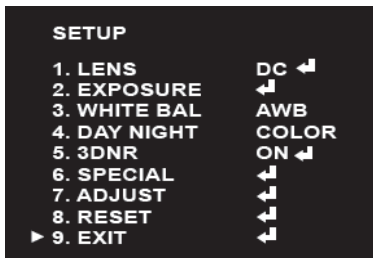 SETUP
1. LENS DC ↲
2. EXPOSURE ↲
3. WHITE BAL AWB
4. DAY NIGHT COLOR
5. 3DNR ON ↲
6. SPECIAL ↲
7. ADJUST ↲
8. RESET ↲
► 9. EXIT ↲